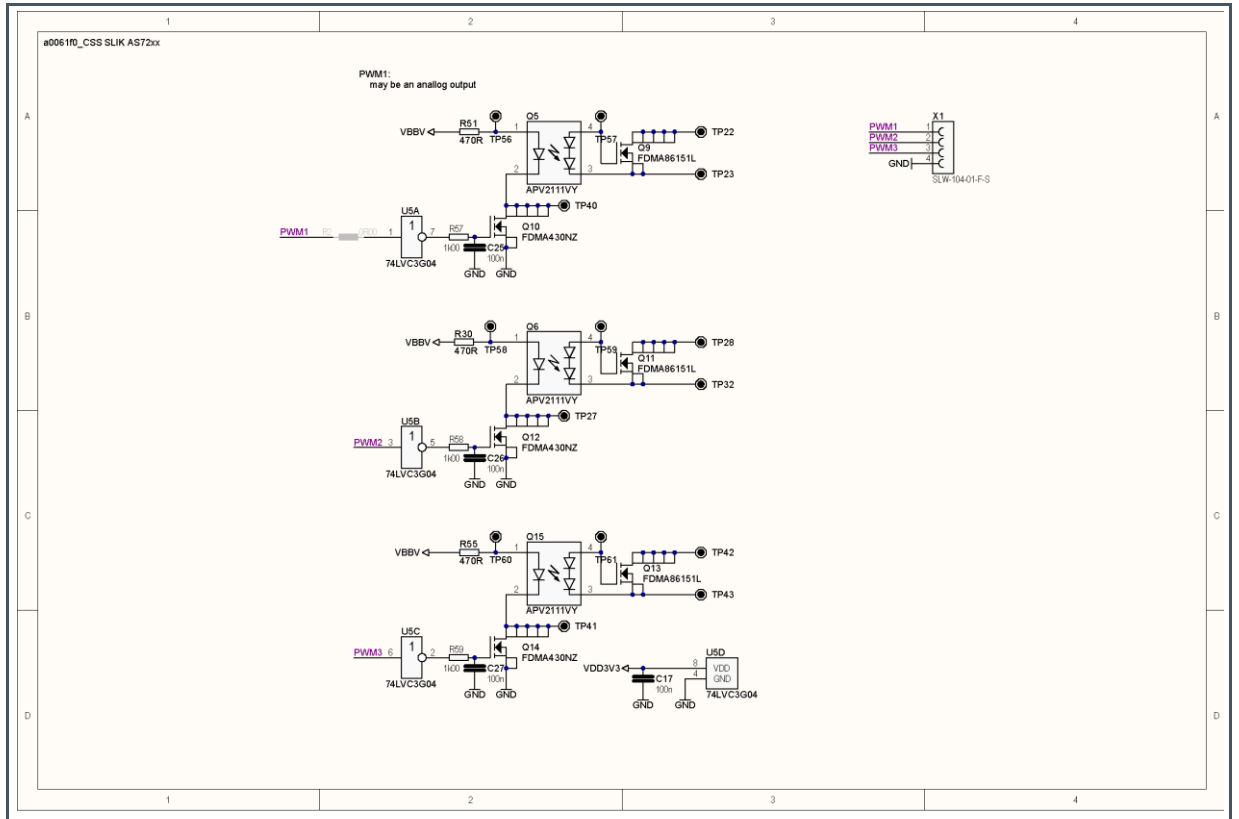 1 2 3 4
a0061f0_CSS SLIK AS72xx
PWM1:
may be an analog output
A A
VBBV R51 470R TP56 1 Q5 4 TP57 Q9 FDMA86151L TP22
2 3 TP23
APV2111VY
TP40
PWM1 R2 0R00 1 U5A 1 7 R57 1k00 C25 100n Q10 FDMA430NZ
74LVC3G04 GND GND
X1
PWM1 1
PWM2 2
PWM3 3
GND 4
SLW-104-01-F-S
B B
VBBV R30 470R TP58 1 Q6 4 TP59 Q11 FDMA86151L TP28
2 3 TP32
APV2111VY
TP27
PWM2 3 U5B 1 5 R58 1k00 C26 100n Q12 FDMA430NZ
74LVC3G04 GND GND
C C
VBBV R55 470R TP60 1 Q15 4 TP61 Q13 FDMA86151L TP42
2 3 TP43
APV2111VY
TP41
PWM3 6 U5C 1 2 R59 1k00 C27 100n Q14 FDMA430NZ
74LVC3G04 GND GND
VDD3V3 C17 100n GND GND U5D 8 VDD 4 GND
74LVC3G04
D D
1 2 3 4